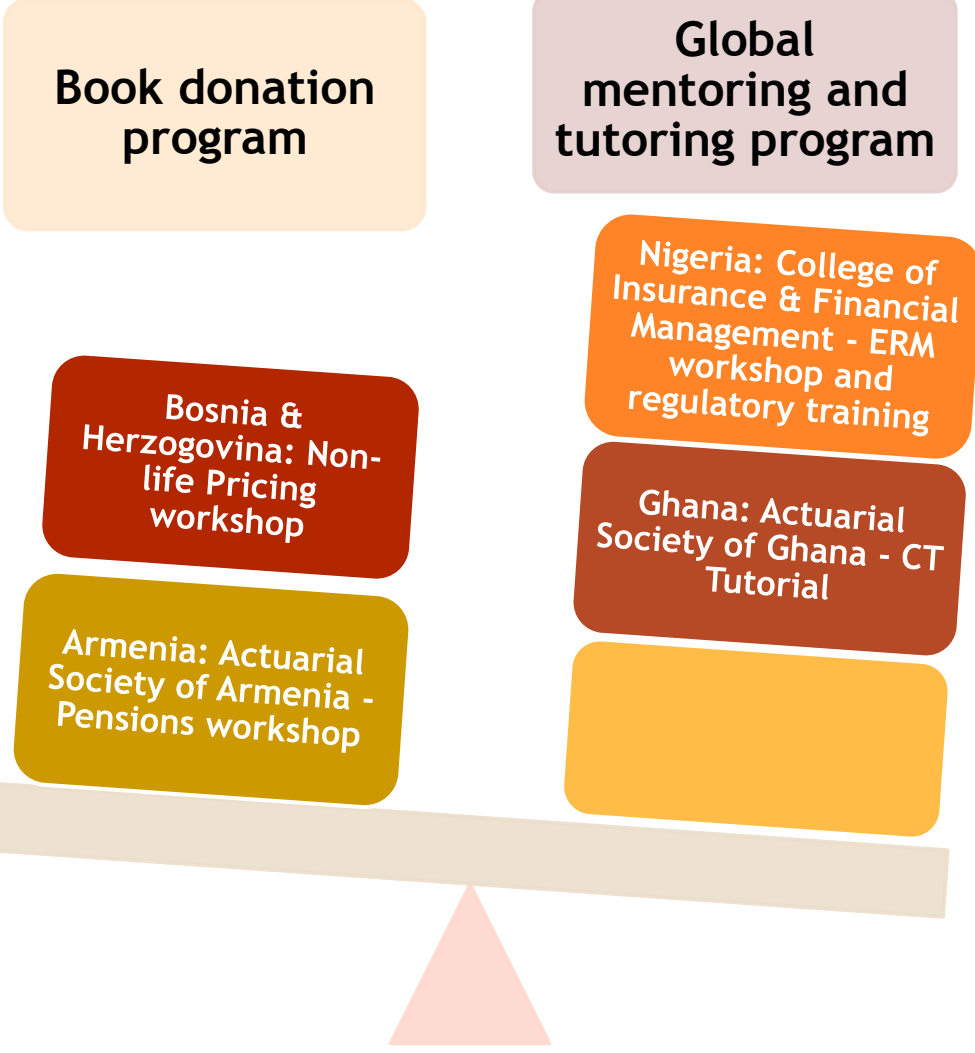 Book donation
program
Global
mentoring and
tutoring program
Bosnia &
Herzogovina: Non-
life Pricing
workshop
Armenia: Actuarial
Society of Armenia -
Pensions workshop
Nigeria: College of
Insurance & Financial
Management - ERM
workshop and
regulatory training
Ghana: Actuarial
Society of Ghana - CT
Tutorial